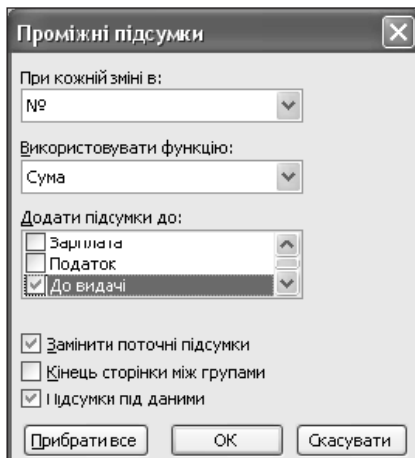 Проміжні підсумки
При кожній зміні в:
№
Використовувати функцію:
Сума
Додати підсумки до:
Зарплата
Податок
До видачі
Замінити поточні підсумки
Кінець сторінки між групами
Підсумки під даними
Прибрати все
ОК
Скасувати